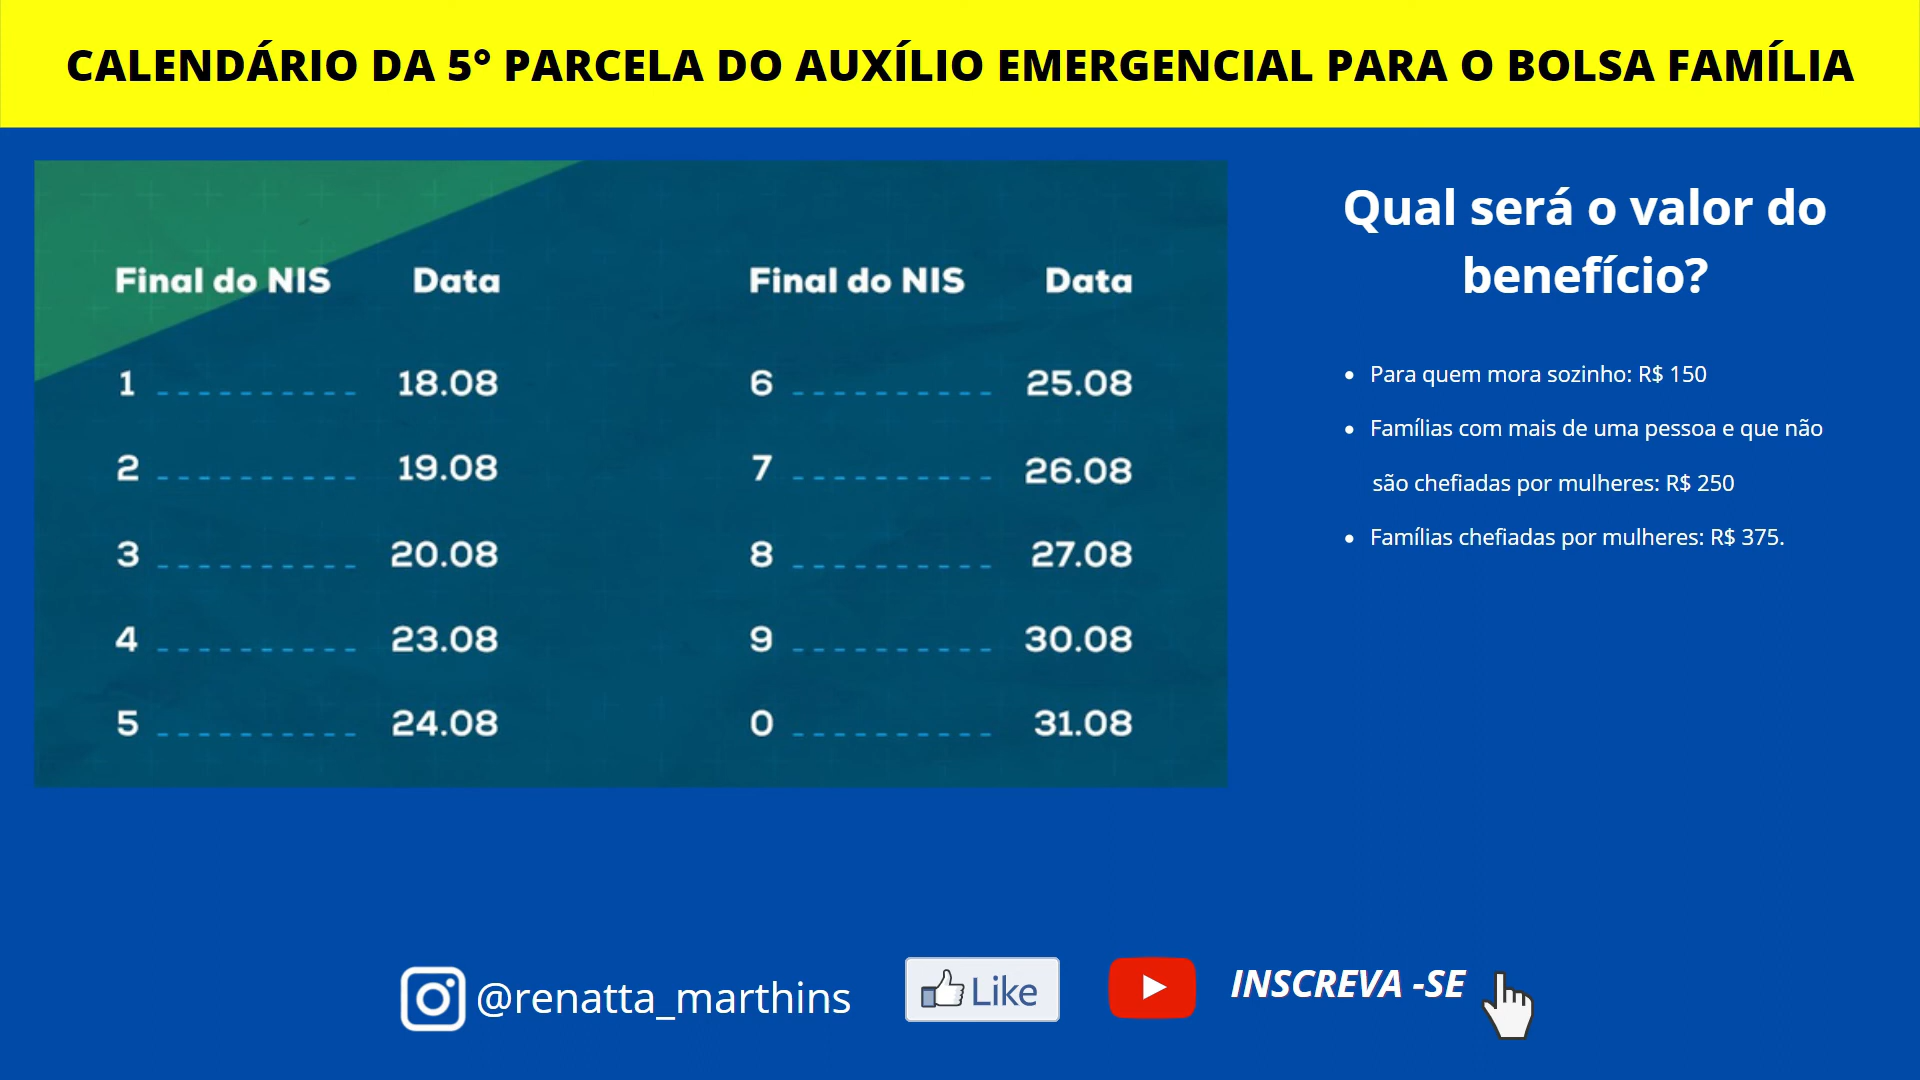 CALENDÁRIO DA 5° PARCELA DO AUXÍLIO EMERGENCIAL PARA O BOLSA FAMÍLIA
Final do NIS Data
1 18.08
2 19.08
3 20.08
4 23.08
5 24.08
Final do NIS Data
6 25.08
7 26.08
8 27.08
9 30.08
0 31.08
Qual será o valor do
benefício?
• Para quem mora sozinho: R$ 150
• Famílias com mais de uma pessoa e que não
são chefiadas por mulheres: R$ 250
• Famílias chefiadas por mulheres: R$ 375.
@renatta_marthins
Like
INSCREVA -SE